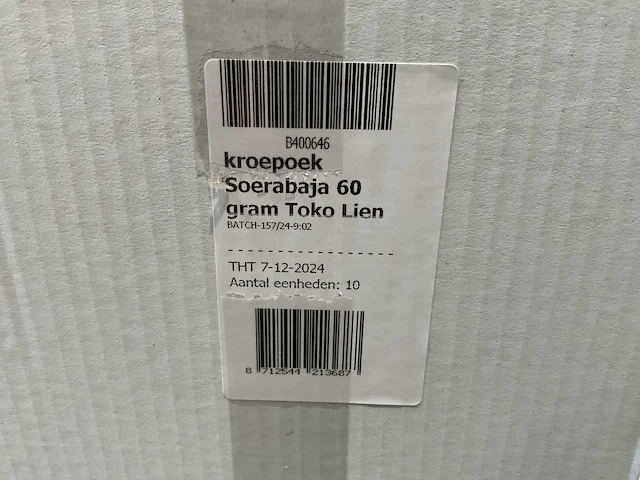 B400646
kroepoek
Soerabaja 60
gram Toko Lien
BATCH-157/24-9:02
THT 7-12-2024
Aantal eenheden: 10
8 712544 213687